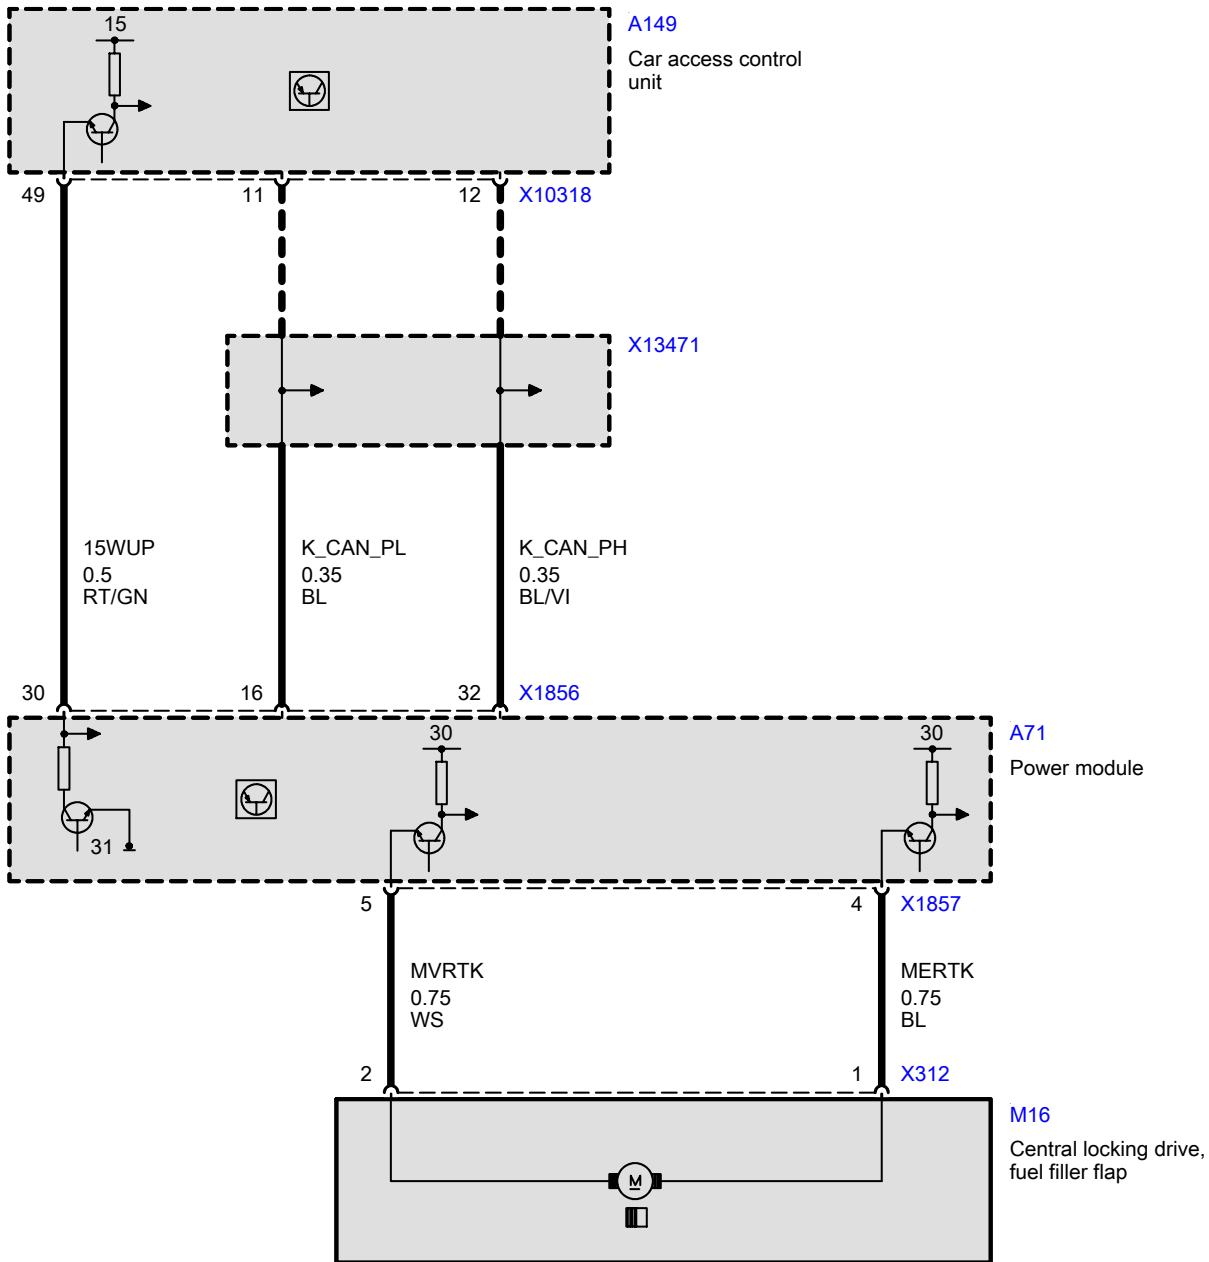 15
A149
Car access control
unit
49
11
12
X10318
X13471
15WUP
0.5
RT/GN
K_CAN_PL
0.35
BL
K_CAN_PH
0.35
BL/VI
30
16
32
X1856
30
30
A71
Power module
31
5
4
X1857
MVRTK
0.75
WS
MERTK
0.75
BL
2
1
X312
M16
Central locking drive,
fuel filler flap
M